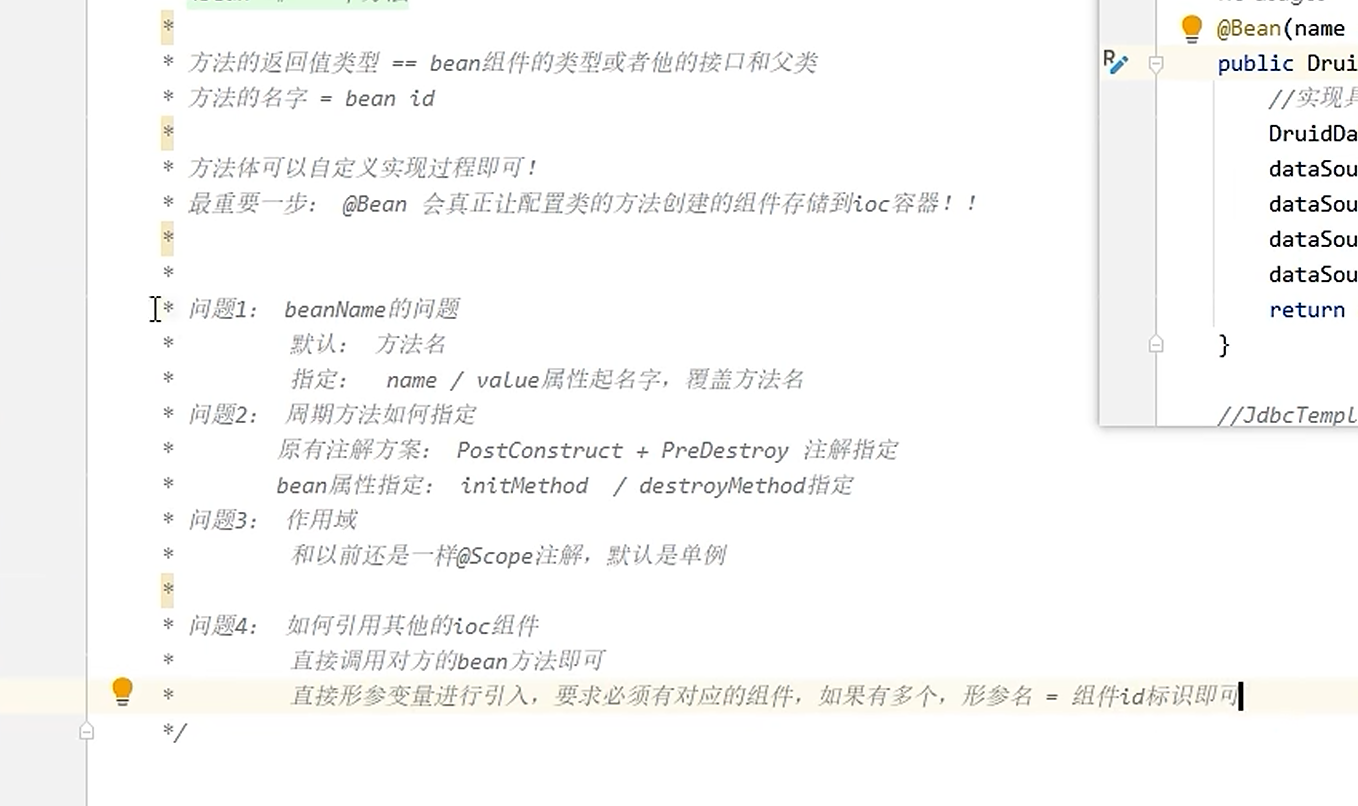 *
* 方法的返回值类型 == bean组件的类型或者他的接口和父类
* 方法的名字 = bean id
*
* 方法体可以自定义实现过程即可！
* 最重要一步： @Bean 会真正让配置类的方法创建的组件存储到ioc容器！！
*
*
* 问题1： beanName的问题
* 默认： 方法名
* 指定： name / value属性起名字，覆盖方法名
* 问题2： 周期方法如何指定
* 原有注解方案： PostConstruct + PreDestroy 注解指定
* bean属性指定： initMethod / destroyMethod指定
* 问题3： 作用域
* 和以前还是一样@Scope注解，默认是单例
*
* 问题4： 如何引用其他的ioc组件
* 直接调用对方的bean方法即可
* 直接形参变量进行引入，要求必须有对应的组件，如果有多个，形参名 = 组件id标识即可
*/
@Bean(name
public Drui
//实现具
DruidDa
dataSou
dataSou
dataSou
dataSou
return
}
//JdbcTempl